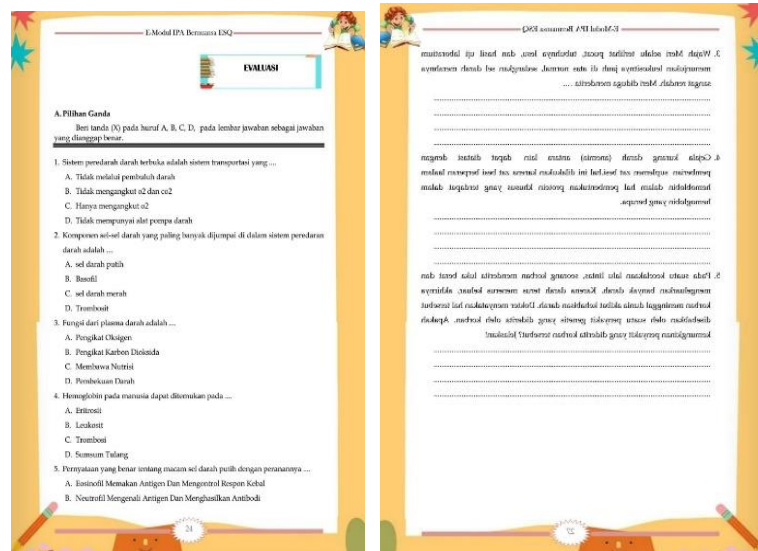 E-Modul IPA Bernuansa ESQ
EVALUASI
A. Pilihan Ganda
Beri tanda (X) pada huruf A, B, C, D, pada lembar jawaban sebagai jawaban
yang dianggap benar.
1. Sistem peredarah darah terbuka adalah sistem transportasi yang ....
A. Tidak melalui pembuluh darah
B. Tidak mengangkut o2 dan co2
C. Hanya mengangkut o2
D. Tidak mempunyai alat pompa darah
2. Komponen sel-sel darah yang paling banyak dijumpai di dalam sistem peredaran
darah adalah ....
A. sel darah putih
B. Basofil
C. sel darah merah
D. Trombosit
3. Fungsi dari plasma darah adalah ....
A. Pengikat Oksigen
B. Pengikat Karbon Dioksida
C. Membawa Nutrisi
D. Pembekuan Darah
4. Hemoglobin pada manusia dapat ditemukan pada ....
A. Eritrosit
B. Leukosit
C. Trombosi
D. Sumsum Tulang
5. Pernyataan yang benar tentang macam sel darah putih dengan peranannya ....
A. Eosinofil Memakan Antigen Dan Mengontrol Respon Kebal
B. Neutrofil Mengenali Antigen Dan Menghasilkan Antibodi
24
E-Modul IPA Bernuansa ESQ
3. Wajah Meri selalu terlihat pucat, tubuhnya lesu, dan hasil uji laboratium
menunjukan leukositnya jauh di atas normal, sedangkan sel darah merahnya
sangat rendah. Meri diduga menderita ....
4. Gejala kurang darah (anemia) antara lain dapat diatasi dengan
pemberian suplemen zat besi.hal ini dilakukan karena zat besi berperan dalam
hemoblobin dalam hal pembentukan protein khusus yang terdapat dalam
hemoglobin yang berupa.
5. Pada suatu kecelakaan lalu lintas, seorang korban menderita luka berat dan
mengeluarkan banyak darah. Karena darah terus menerus keluar, akhirnya
korban meninggal dunia akibat kehabisan darah. Dokter menyatakan hal tersebut
disebabkan oleh suatu penyakit genetis yang diderita oleh korban. Apakah
kemungkinan penyakit yang diderita korban tersebut? Jelaskan!